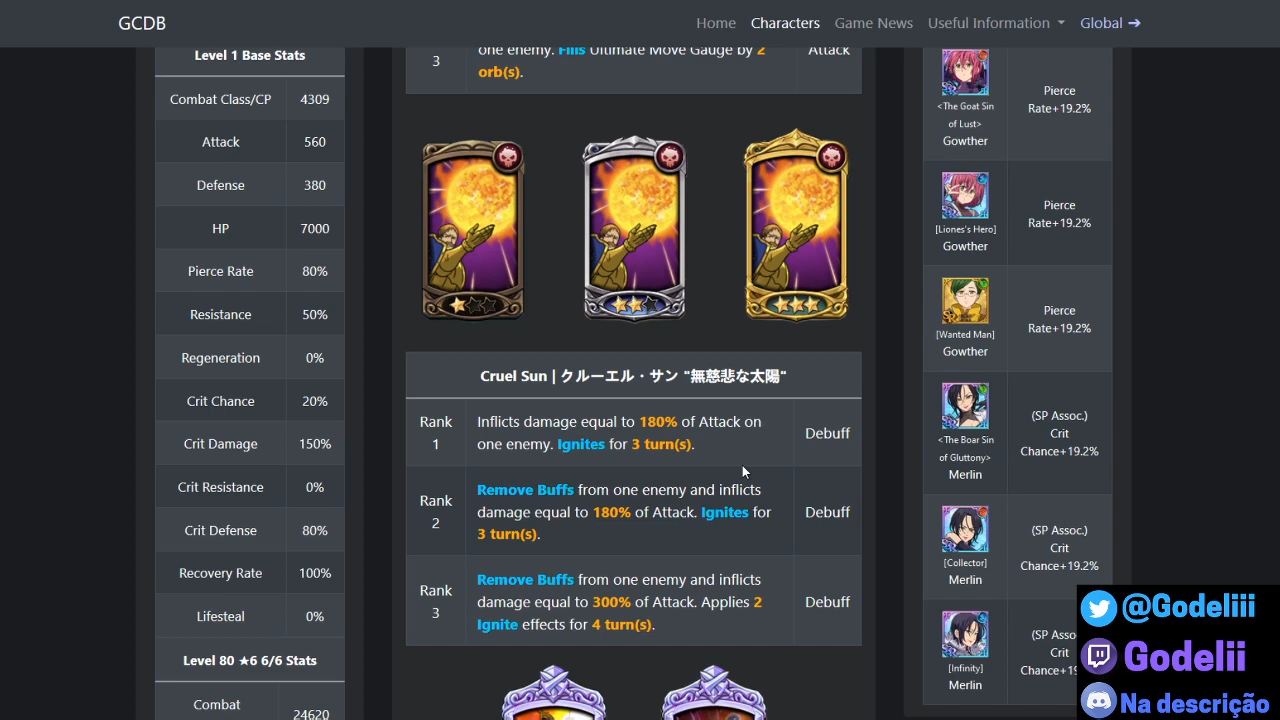 GCDB
Home
Characters
Game News
Useful Information
Global →
Level 1 Base Stats
Combat Class/CP 4309
Attack 560
Defense 380
HP 7000
Pierce Rate 80%
Resistance 50%
Regeneration 0%
Crit Chance 20%
Crit Damage 150%
Crit Resistance 0%
Crit Defense 80%
Recovery Rate 100%
Lifesteal 0%
Level 80 ★6 6/6 Stats
Combat
24620
3
one enemy. Fills Ultimate Move Gauge by 2
orb(s).
Attack
Cruel Sun | クルーエル・サン "無慈悲な太陽"
Rank
1
Inflicts damage equal to 180% of Attack on
one enemy. Ignites for 3 turn(s).
Debuff
Rank
2
Remove Buffs from one enemy and inflicts
damage equal to 180% of Attack. Ignites for
3 turn(s).
Debuff
Rank
3
Remove Buffs from one enemy and inflicts
damage equal to 300% of Attack. Applies 2
Ignite effects for 4 turn(s).
Debuff
<The Goat Sin
of Lust>
Gowther
Pierce
Rate+19.2%
[Liones's Hero]
Gowther
Pierce
Rate+19.2%
[Wanted Man]
Gowther
Pierce
Rate+19.2%
<The Boar Sin
of Gluttony>
Merlin
(SP Assoc.)
Crit
Chance+19.2%
[Collector]
Merlin
(SP Assoc.)
Crit
Chance+19.2%
[Infinity]
Merlin
(SP Asso
Crit
Chance+19
@Godeliii
Godelii
Na descrição